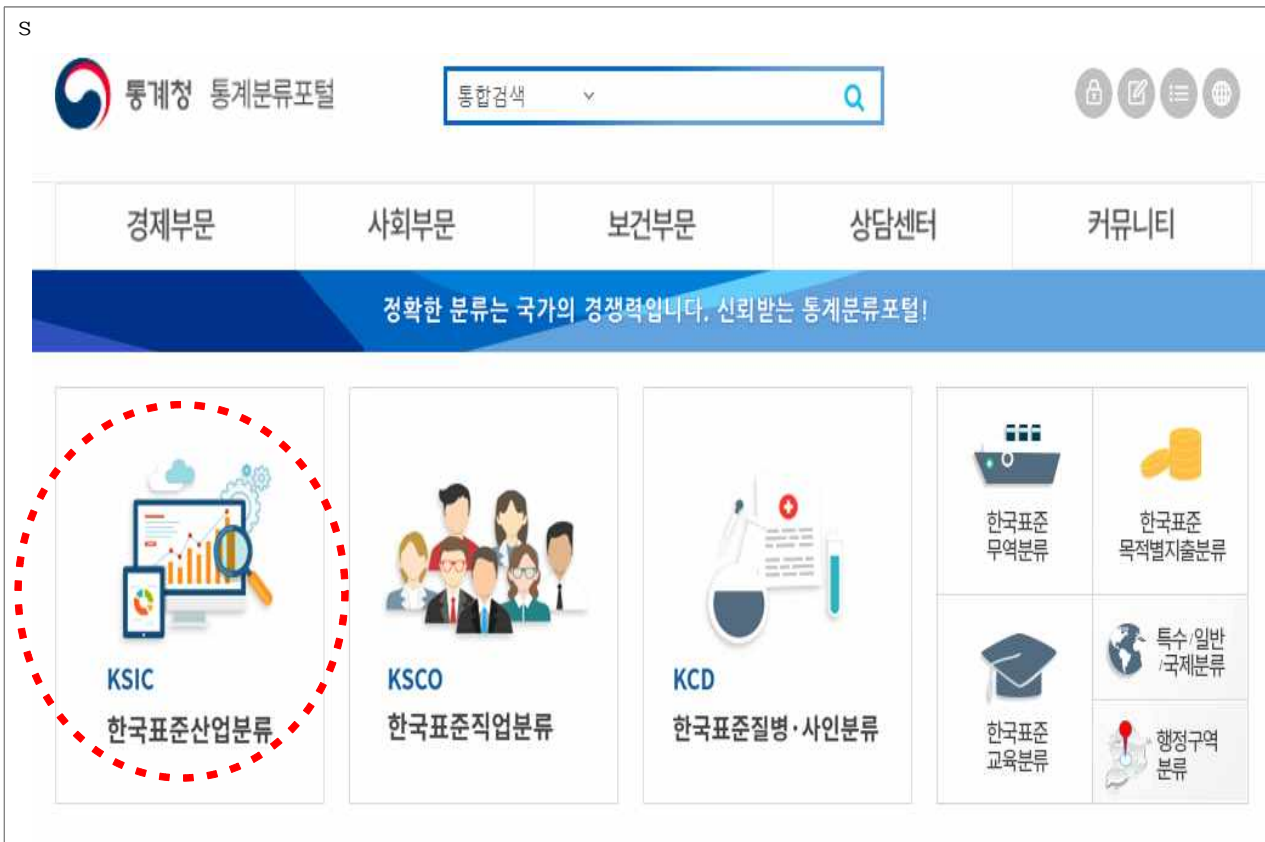 s
통계청 통계분류포털
통합검색
경제부문 사회부문 보건부문 상담센터 커뮤니티
정확한 분류는 국가의 경쟁력입니다. 신뢰받는 통계분류포털!
KSIC
한국표준산업분류
KSCO
한국표준직업분류
KCD
한국표준질병·사인분류
한국표준
무역분류
한국표준
목적별지출분류
한국표준
교육분류
특수/일반
/국제분류
행정구역
분류